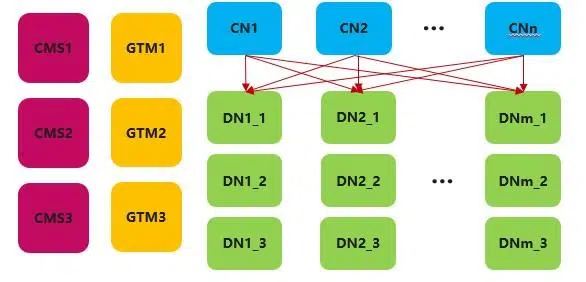 CMS1
GTM1
CN1
CN2
...
CNn
CMS2
GTM2
DN1_1
DN2_1
DNm_1
DN1_2
DN2_2
...
DNm_2
CMS3
GTM3
DN1_3
DN2_3
DNm_3